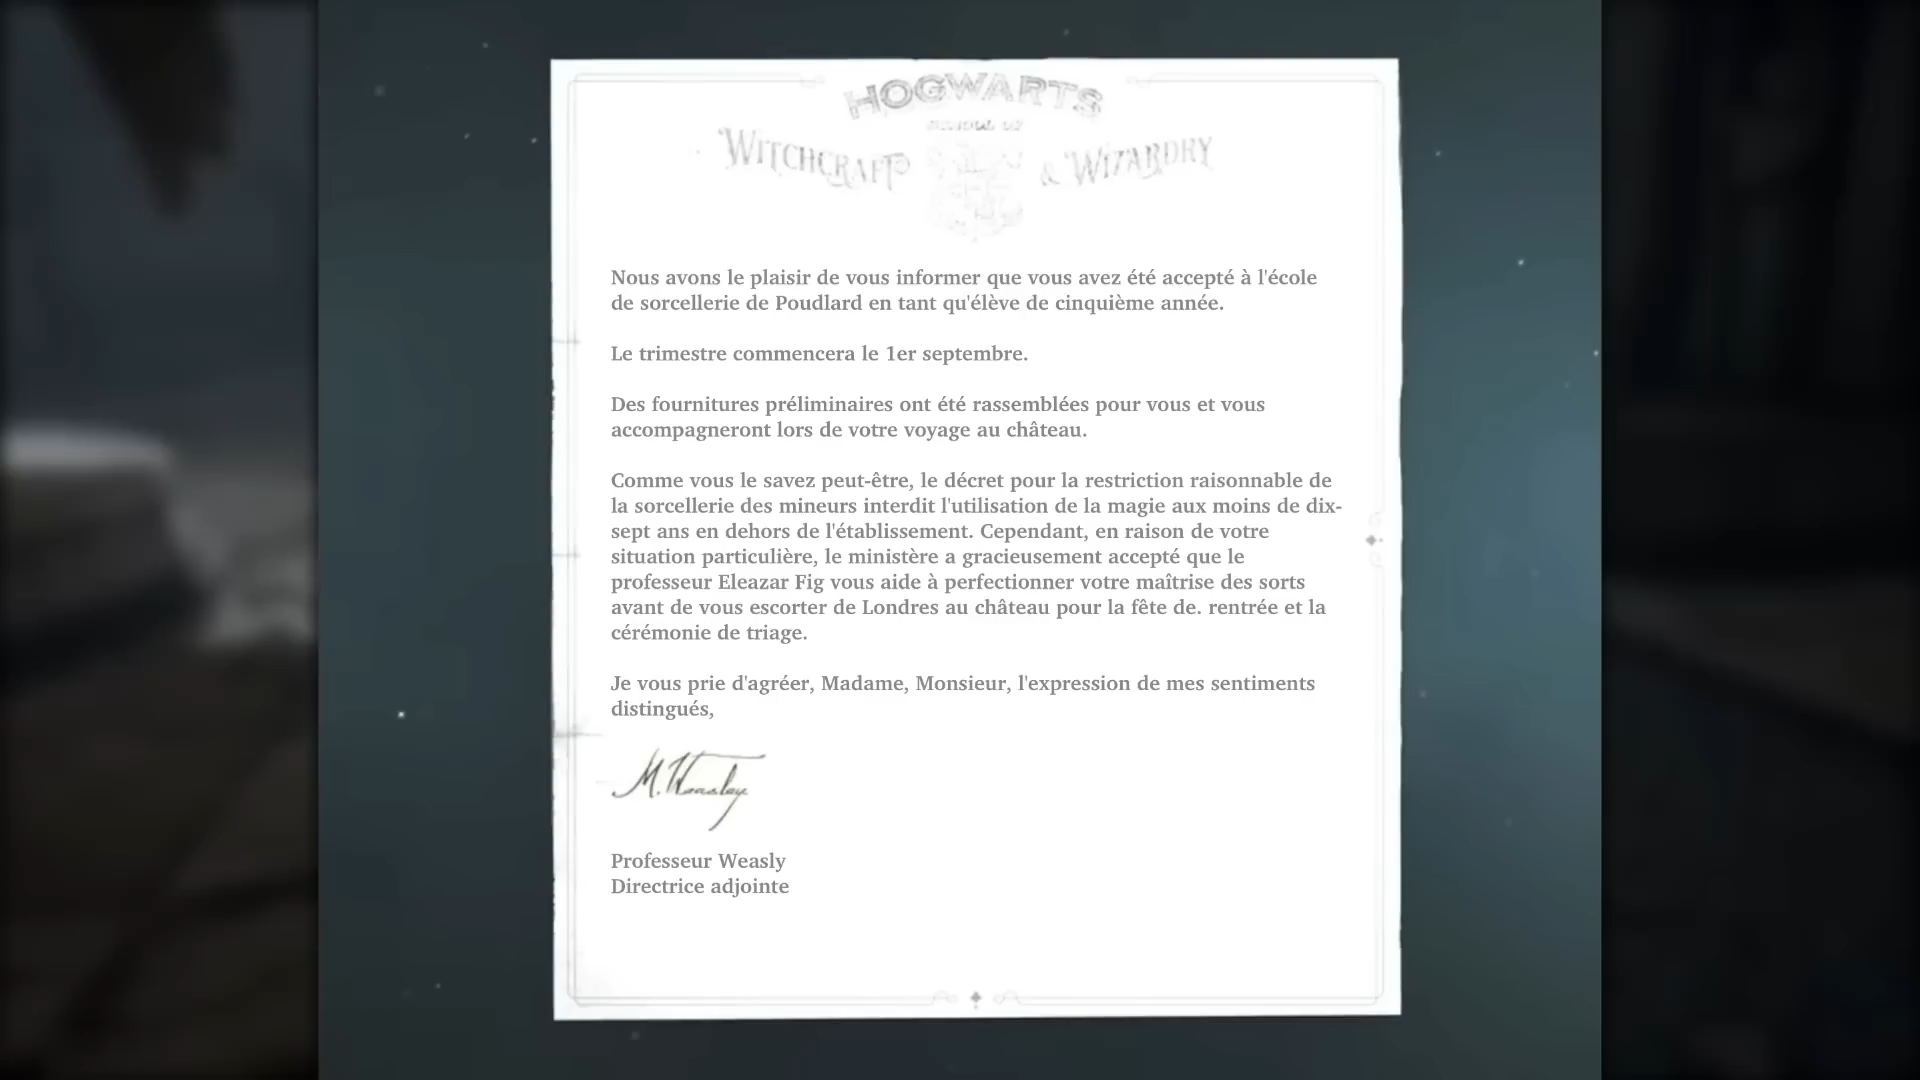 HOGWARTS
SCHOOL OF
WITCHCRAFT & WIZARDRY
Nous avons le plaisir de vous informer que vous avez été accepté à l'école
de sorcellerie de Poudlard en tant qu'élève de cinquième année.
Le trimestre commencera le 1er septembre.
Des fournitures préliminaires ont été rassemblées pour vous et vous
accompagneront lors de votre voyage au château.
Comme vous le savez peut-être, le décret pour la restriction raisonnable de
la sorcellerie des mineurs interdit l'utilisation de la magie aux moins de dix-
sept ans en dehors de l'établissement. Cependant, en raison de votre
situation particulière, le ministère a gracieusement accepté que le
professeur Eleazar Fig vous aide à perfectionner votre maîtrise des sorts
avant de vous escorter de Londres au château pour la fête de. rentrée et la
cérémonie de triage.
Je vous prie d'agréer, Madame, Monsieur, l'expression de mes sentiments
distingués,
M. Weasley
Professeur Weasly
Directrice adjointe